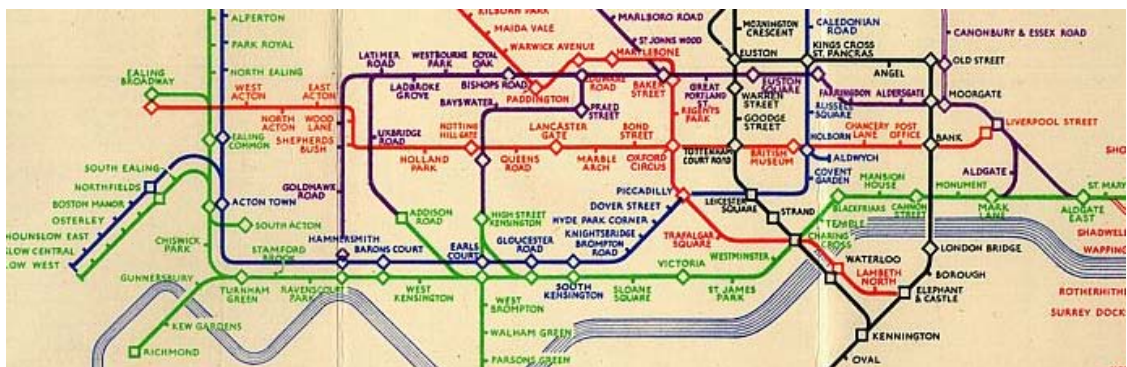 ALPERTON
PARK ROYAL
NORTH EALING
EALING
BROADWAY
WEST
ACTON
EAST
ACTON
NORTH
ACTON
WOOD
LANE
SHEPHERDS
BUSH
EALING
COMMON
SOUTH EALING
NORTHFIELDS
BOSTON MANOR
OSTERLEY
HOUNSLOW EAST
SLOW CENTRAL
LOW WEST
ACTON TOWN
SOUTH ACTON
CHISWICK
PARK
STAMFORD
BROOK
GUNNERSBURY
TURNHAM
GREEN
RAVENSCOURT
PARK
KEW GARDENS
RICHMOND
LATIMER
ROAD
WESTBOURNE
PARK
ROYAL
OAK
LADBROKE
GROVE
BISHOPS ROAD
UXBRIDGE
ROAD
GOLDHAWK
ROAD
HAMMERSMITH
BARONS COURT
HOLLAND
PARK
NOTTING
HILL GATE
ADDISON
ROAD
WEST
KENSINGTON
EARLS
COURT
HIGH STREET
KENSINGTON
GLOUCESTER
ROAD
SOUTH
KENSINGTON
WEST
BROMPTON
WALHAM GREEN
PARSONS GREEN
KILBURN PARK
MAIDA VALE
WARWICK AVENUE
MARYLEBONE
EDGWARE
ROAD
PADDINGTON
PRAED
STREET
BAYSWATER
QUEENS
ROAD
LANCASTER
GATE
MARBLE
ARCH
BOND
STREET
OXFORD
CIRCUS
MARLBORO ROAD
ST JOHNS WOOD
BAKER
STREET
GREAT
PORTLAND
ST.
REGENTS
PARK
MORNINGTON
CRESCENT
EUSTON
EUSTON
SQUARE
WARREN
STREET
GOODGE
STREET
TOTTENHAM
COURT ROAD
BRITISH
MUSEUM
CALEDONIAN
ROAD
KINGS CROSS
ST. PANCRAS
ANGEL
OLD STREET
CANONBURY & ESSEX ROAD
FARRINGDON
ALDERSGATE
MOORGATE
RUSSELL
SQUARE
HOLBORN
CHANCERY
LANE
POST
OFFICE
BANK
LIVERPOOL STREET
ALDWYCH
COVENT
GARDEN
PICCADILLY
DOVER STREET
HYDE PARK CORNER
KNIGHTSBRIDGE
BROMPTON
ROAD
LEICESTER
SQUARE
STRAND
TRAFALGAR
SQUARE
WESTMINSTER
CHARING
CROSS
TEMPLE
BLACKFRIARS
MANSION
HOUSE
CANNON
STREET
MONUMENT
MARK
LANE
ALDGATE
ALDGATE
EAST
ST. MARY
SHO
SHADWELL
WAPPING
ROTHERHITHE
SURREY DOCKS
SLOANE
SQUARE
VICTORIA
ST. JAMES
PARK
WATERLOO
LAMBETH
NORTH
LONDON BRIDGE
BOROUGH
ELEPHANT
& CASTLE
KENNINGTON
OVAL